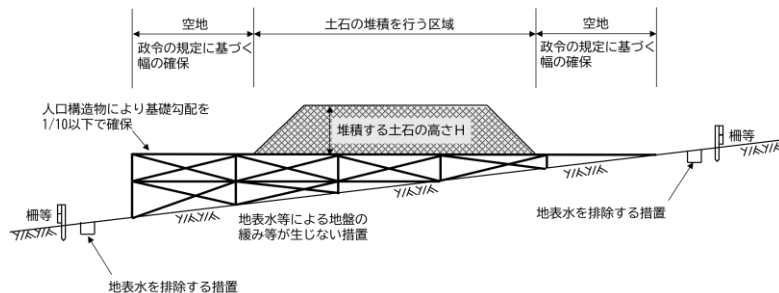 空地
土石の堆積を行う区域
空地
政令の規定に基づく
幅の確保
政令の規定に基づく
幅の確保
人口構造物により基礎勾配を
1/10以下で確保
堆積する土石の高さH
柵等
地表水を排除する措置
柵等
地表水等による地盤の
緩み等が生じない措置
地表水を排除する措置